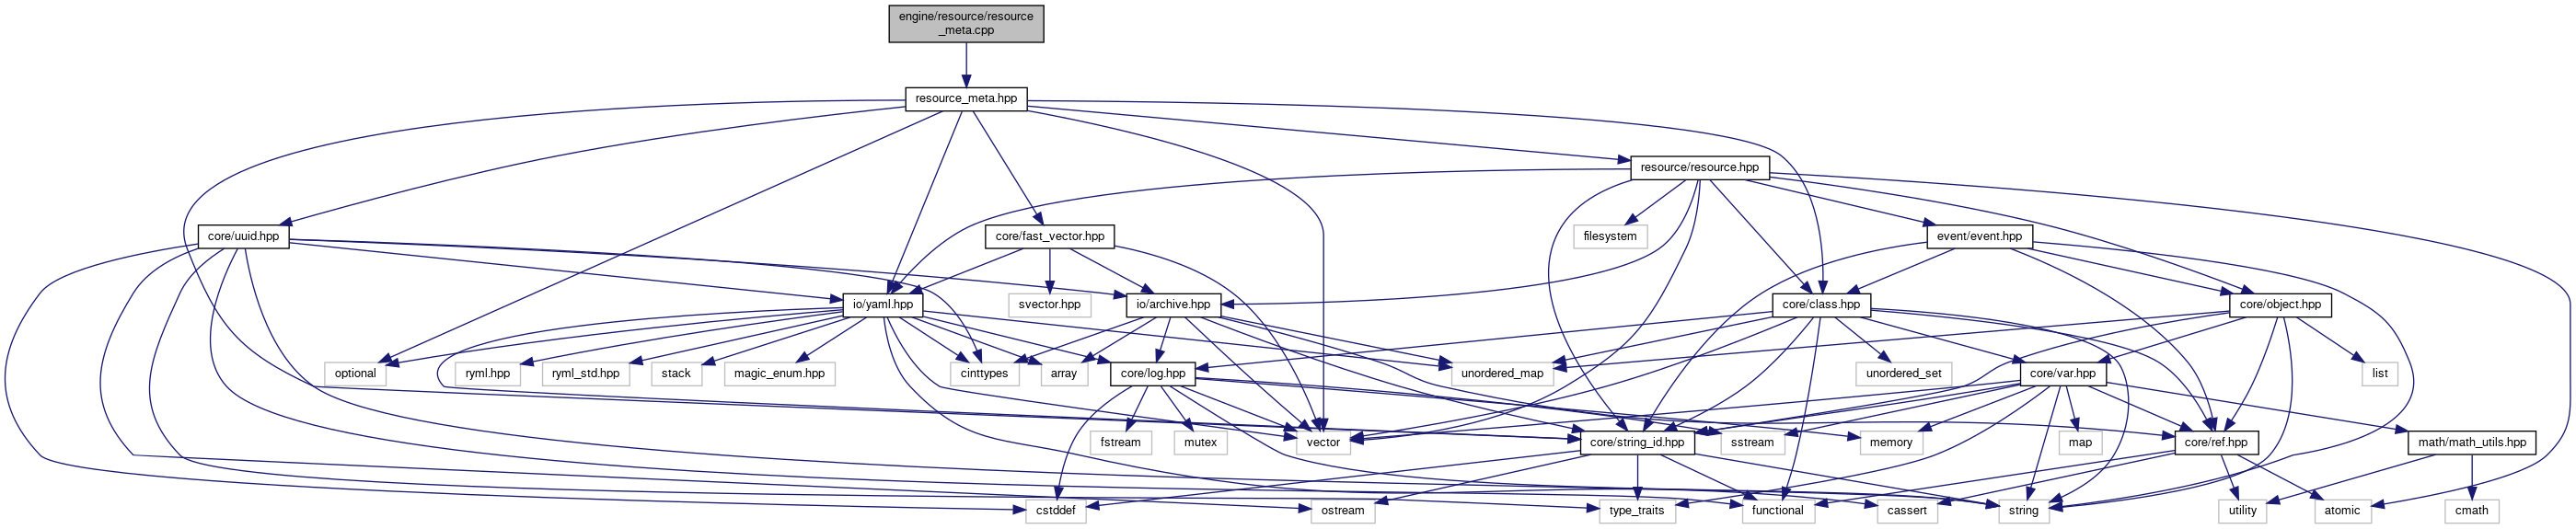 engine/resource/resource
_meta.cpp
resource_meta.hpp
resource/resource.hpp
core/uuid.hpp
core/fast_vector.hpp
filesystem
event/event.hpp
io/yaml.hpp
svector.hpp
io/archive.hpp
core/class.hpp
core/object.hpp
optional
ryml.hpp
ryml_std.hpp
stack
magic_enum.hpp
cinttypes
array
core/log.hpp
unordered_map
unordered_set
core/var.hpp
list
fstream
mutex
vector
core/string_id.hpp
sstream
memory
map
core/ref.hpp
math/math_utils.hpp
cstddef
ostream
type_traits
functional
cassert
string
utility
atomic
cmath